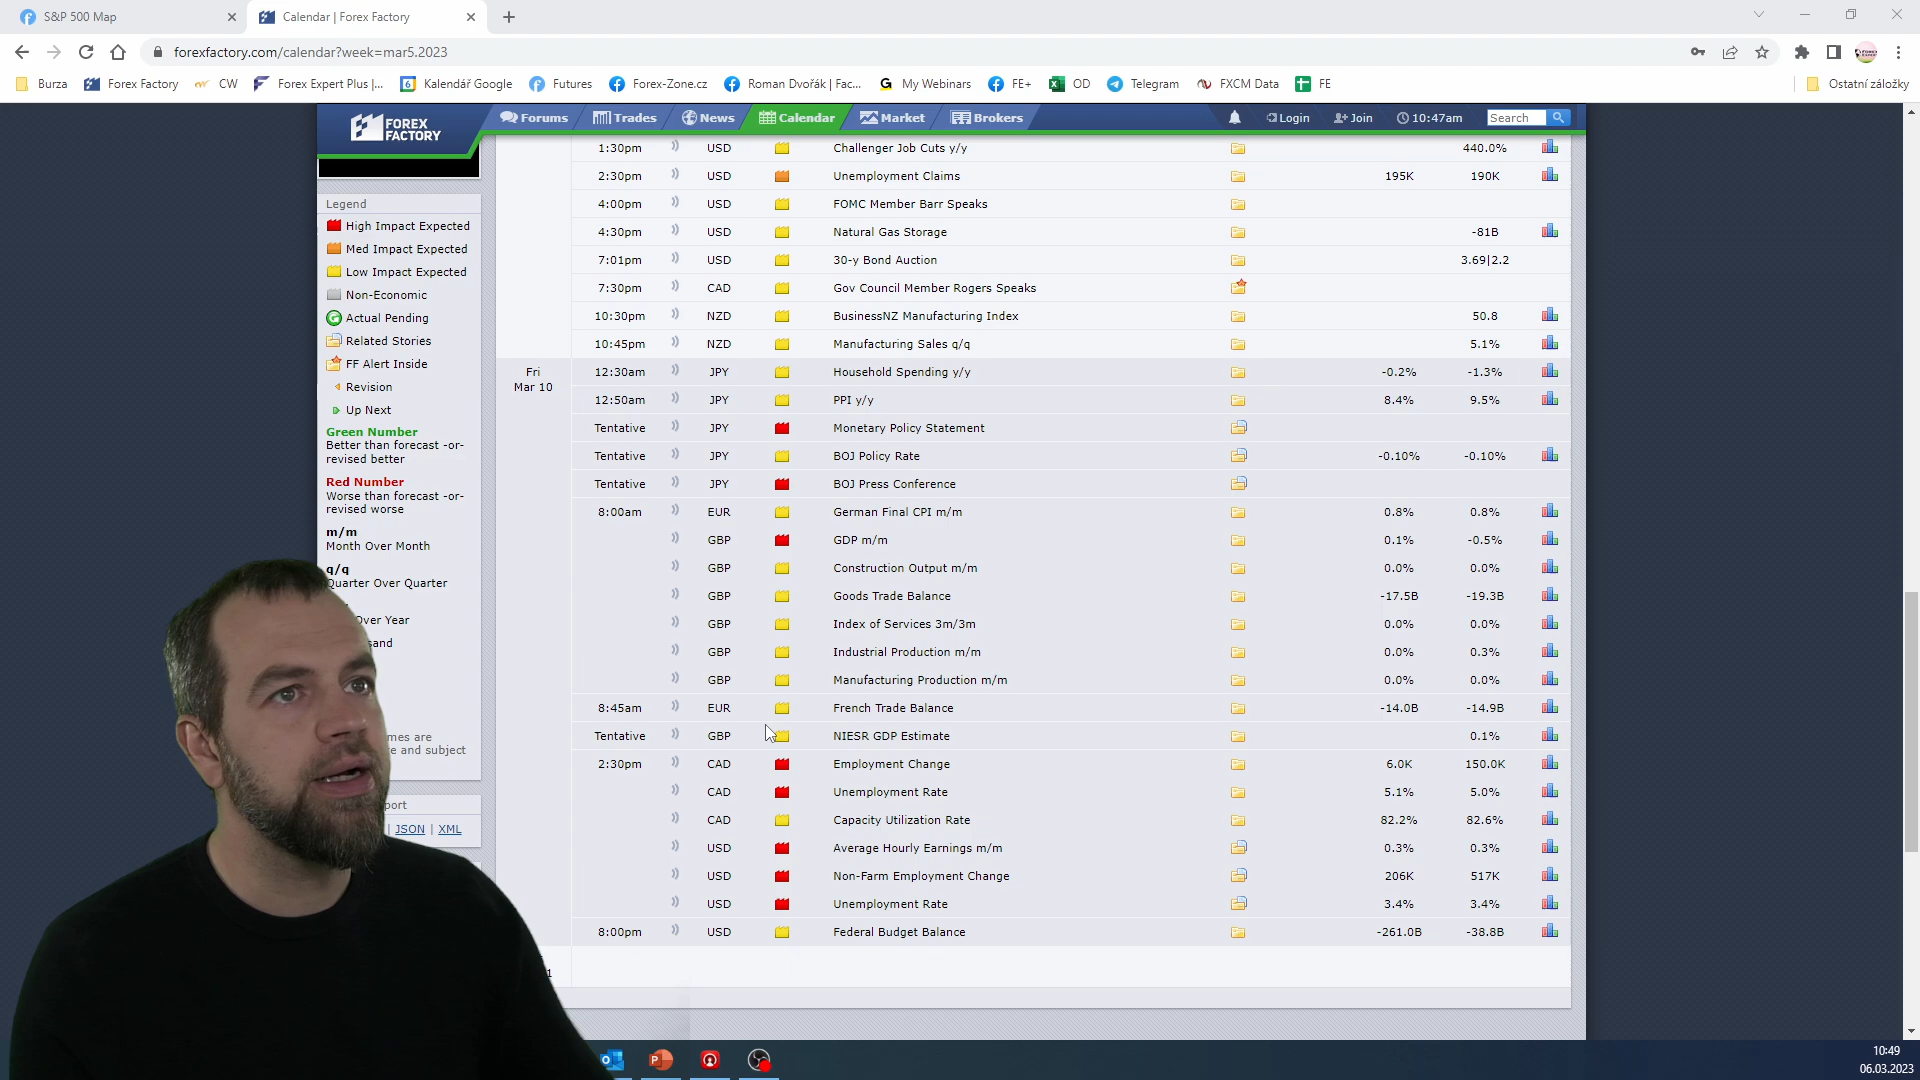 S&P 500 Map
Calendar | Forex Factory
forexfactory.com/calendar?week=mar5.2023
Burza
Forex Factory
CW
Forex Expert Plus |...
Kalendář Google
Futures
Forex-Zone.cz
Roman Dvořák | Fac...
My Webinars
FE+
OD
Telegram
FXCM Data
FE
Ostatní záložky
FOREX FACTORY
Forums
Trades
News
Calendar
Market
Brokers
Login
Join
10:47am
Search
Legend
High Impact Expected
Med Impact Expected
Low Impact Expected
Non-Economic
Actual Pending
Related Stories
FF Alert Inside
Revision
Up Next
Green Number
Better than forecast -or-
revised better
Red Number
Worse than forecast -or-
revised worse
m/m
Month Over Month
q/q
Quarter Over Quarter
Over Year
sand
mes are
e and subject
port
| JSON | XML
1:30pm USD Challenger Job Cuts y/y 440.0%
2:30pm USD Unemployment Claims 195K 190K
4:00pm USD FOMC Member Barr Speaks
4:30pm USD Natural Gas Storage -81B
7:01pm USD 30-y Bond Auction 3.69|2.2
7:30pm CAD Gov Council Member Rogers Speaks
10:30pm NZD BusinessNZ Manufacturing Index 50.8
10:45pm NZD Manufacturing Sales q/q 5.1%
Fri 12:30am JPY Household Spending y/y -0.2% -1.3%
Mar 10
12:50am JPY PPI y/y 8.4% 9.5%
Tentative JPY Monetary Policy Statement
Tentative JPY BOJ Policy Rate -0.10% -0.10%
Tentative JPY BOJ Press Conference
8:00am EUR German Final CPI m/m 0.8% 0.8%
GBP GDP m/m 0.1% -0.5%
GBP Construction Output m/m 0.0% 0.0%
GBP Goods Trade Balance -17.5B -19.3B
GBP Index of Services 3m/3m 0.0% 0.0%
GBP Industrial Production m/m 0.0% 0.3%
GBP Manufacturing Production m/m 0.0% 0.0%
8:45am EUR French Trade Balance -14.0B -14.9B
Tentative GBP NIESR GDP Estimate 0.1%
2:30pm CAD Employment Change 6.0K 150.0K
CAD Unemployment Rate 5.1% 5.0%
CAD Capacity Utilization Rate 82.2% 82.6%
USD Average Hourly Earnings m/m 0.3% 0.3%
USD Non-Farm Employment Change 206K 517K
USD Unemployment Rate 3.4% 3.4%
8:00pm USD Federal Budget Balance -261.0B -38.8B
1
10:49
06.03.2023